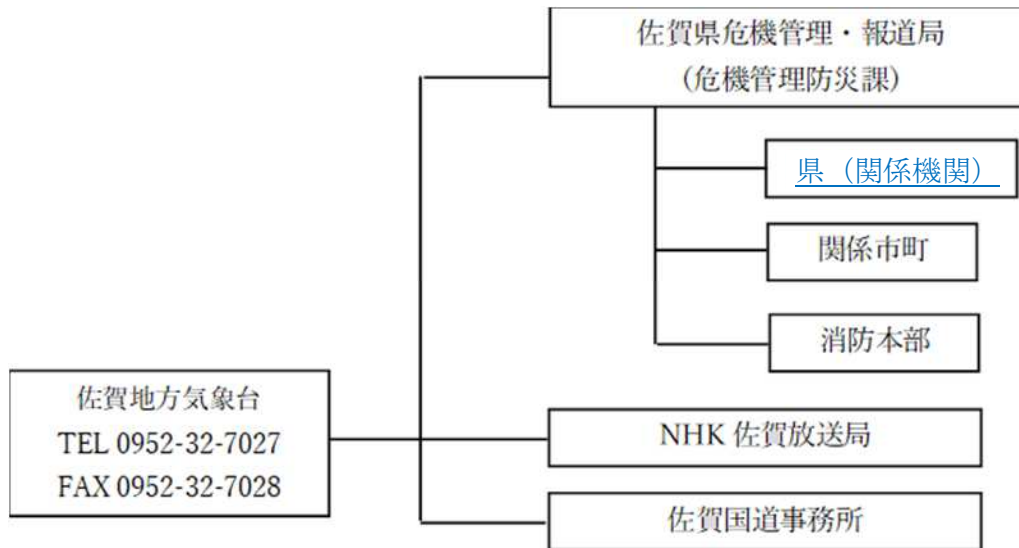 佐賀県危機管理・報道局
(危機管理防災課)
県（関係機関）
関係市町
消防本部
佐賀地方気象台
TEL 0952-32-7027
FAX 0952-32-7028
NHK 佐賀放送局
佐賀国道事務所